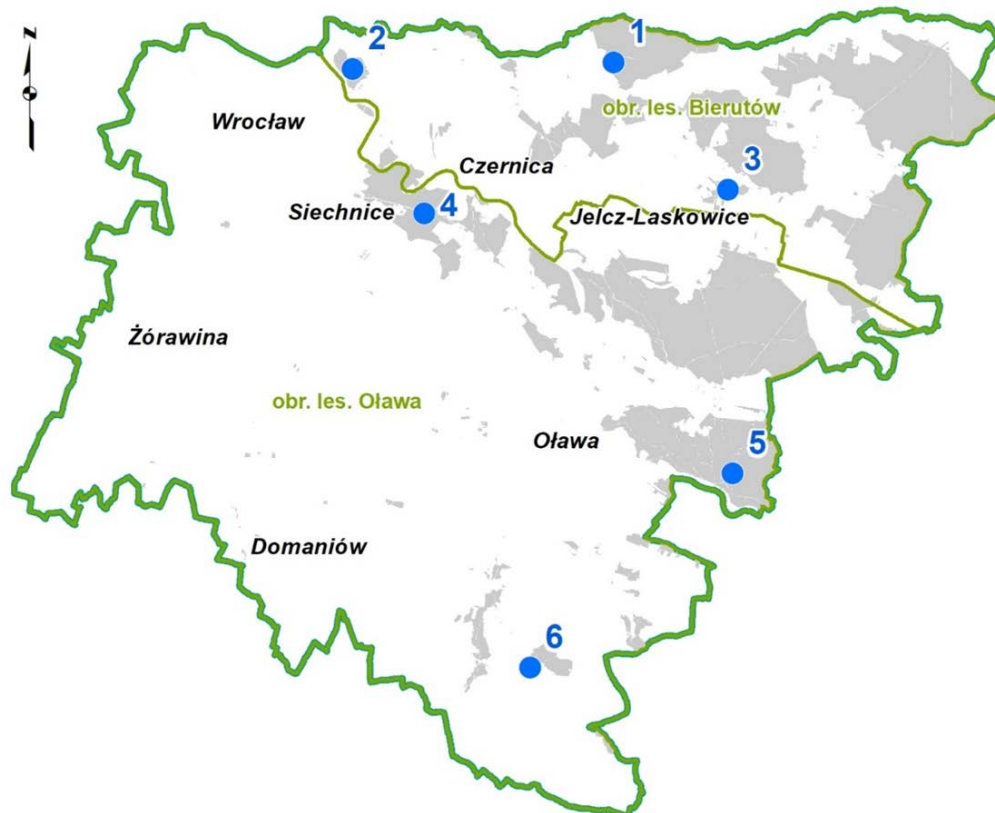 N
2
1
Wrocław
obr. les. Bierutów
3
Czernica
Siechnice
4
Jelcz-Laskowice
Żórawina
obr. les. Oława
Oława
5
Domaniów
6